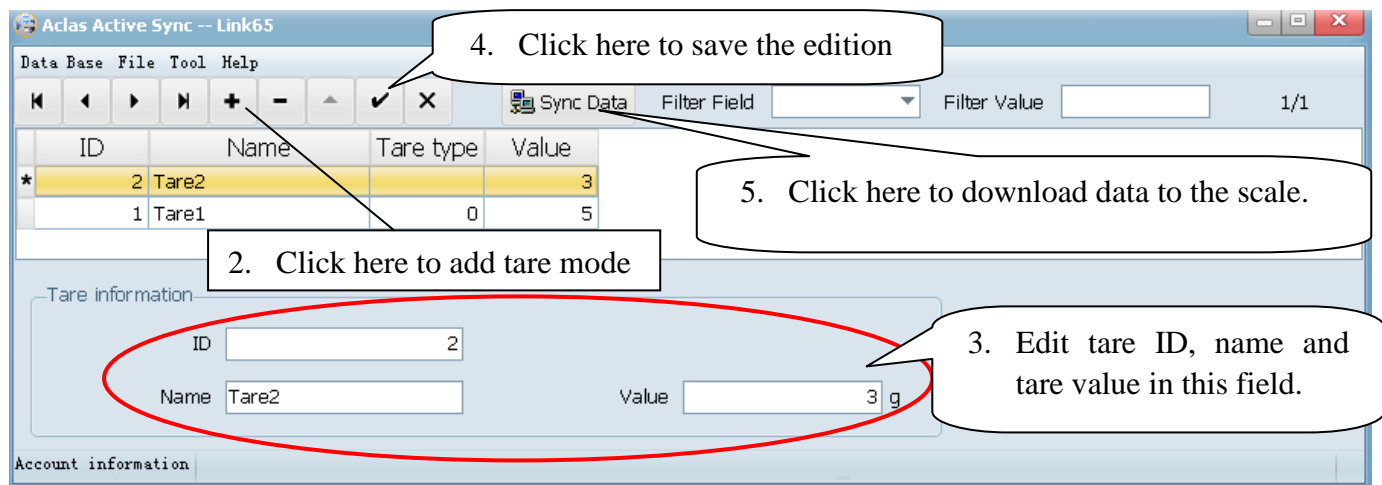 Aclas Active Sync -- Link65
4. Click here to save the edition
Data Base File Tool Help
Sync Data Filter Field Filter Value 1/1
ID Name Tare type Value
* 2 Tare2 3
1 Tare1 0 5
5. Click here to download data to the scale.
2. Click here to add tare mode
Tare information
ID 2
Name Tare2 Value 3 g
3. Edit tare ID, name and
tare value in this field.
Account information